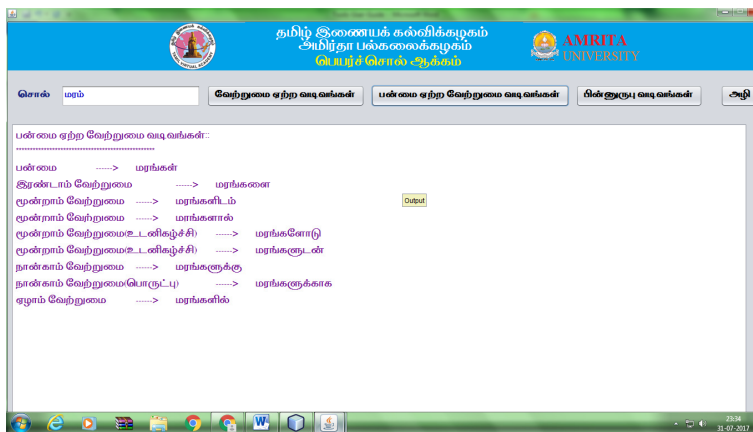 தமிழ் இணையக் கல்விக்கழகம்
அமிர்தா பல்கலைக்கழகம்
பெயர்ச்சொல் ஆக்கம்
AMRITA
UNIVERSITY
சொல் மரம் வேற்றுமை ஏற்ற வடிவங்கள் பன்மை ஏற்ற வேற்றுமை வடிவங்கள் பின்னுருபு வடிவங்கள் அழி
பன்மை ஏற்ற வேற்றுமை வடிவங்கள்::
--------------------------------------------------
பன்மை ------> மரங்கள்
இரண்டாம் வேற்றுமை ------> மரங்களை
மூன்றாம் வேற்றுமை ------> மரங்களிடம்
Output
மூன்றாம் வேற்றுமை ------> மரங்களால்
மூன்றாம் வேற்றுமை(உடனிகழ்ச்சி) ------> மரங்களோடு
மூன்றாம் வேற்றுமை(உடனிகழ்ச்சி) ------> மரங்களுடன்
நான்காம் வேற்றுமை ------> மரங்களுக்கு
நான்காம் வேற்றுமை(பொருட்பு) ------> மரங்களுக்காக
ஏழாம் வேற்றுமை ------> மரங்களில்
23:34
31-07-2017